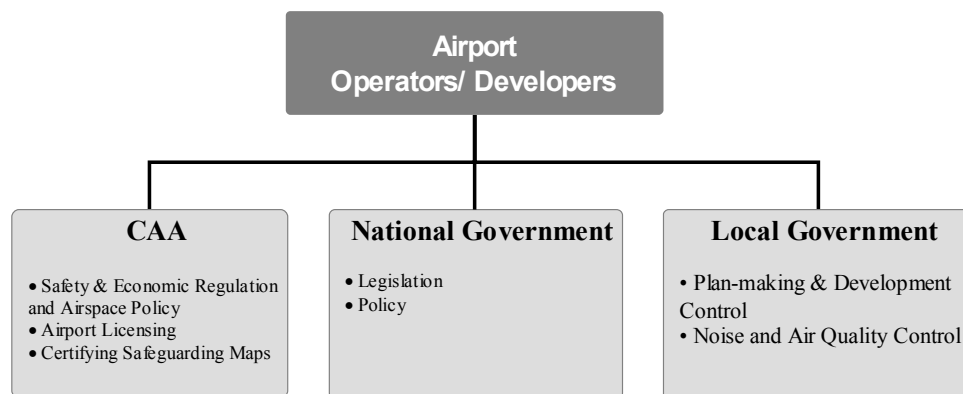 Airport
Operators/ Developers
CAA
• Safety & Economic Regulation
and Airspace Policy
• Airport Licensing
• Certifying Safeguarding Maps
National Government
• Legislation
• Policy
Local Government
• Plan-making & Development
Control
• Noise and Air Quality Control